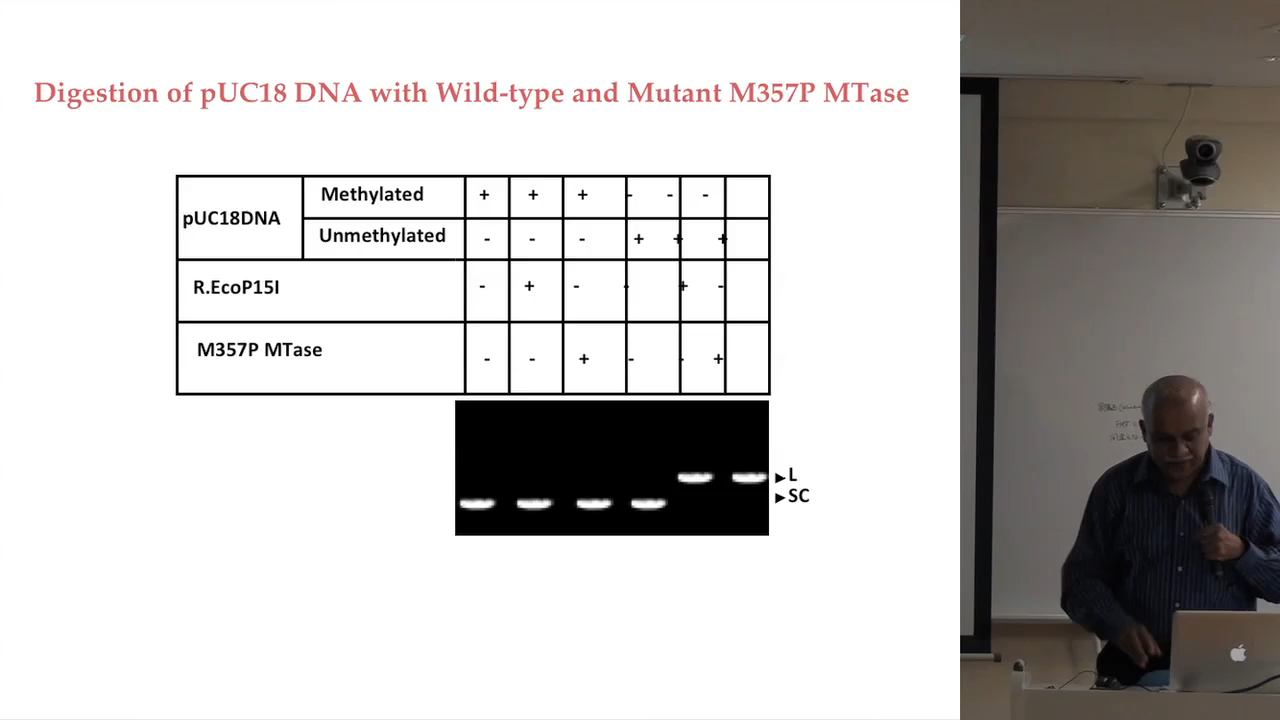 Digestion of pUC18 DNA with Wild-type and Mutant M357P MTase
pUC18DNA
Methylated + + + - - -
Unmethylated - - - + + +
R.EcoP15I - + - - + -
M357P MTase - - + - - +
►L
►SC